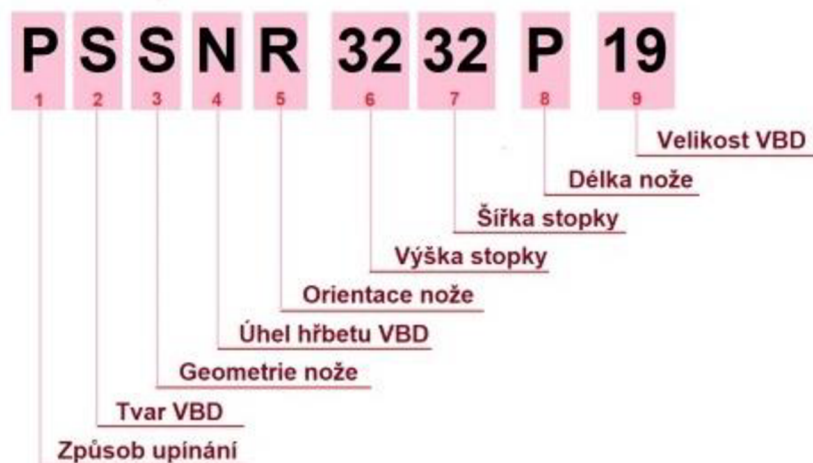 P S S N R 32 32 P 19
1 2 3 4 5 6 7 8 9
Velikost VBD
Délka nože
Šířka stopky
Výška stopky
Orientace nože
Úhel hřbetu VBD
Geometrie nože
Tvar VBD
Způsob upínání